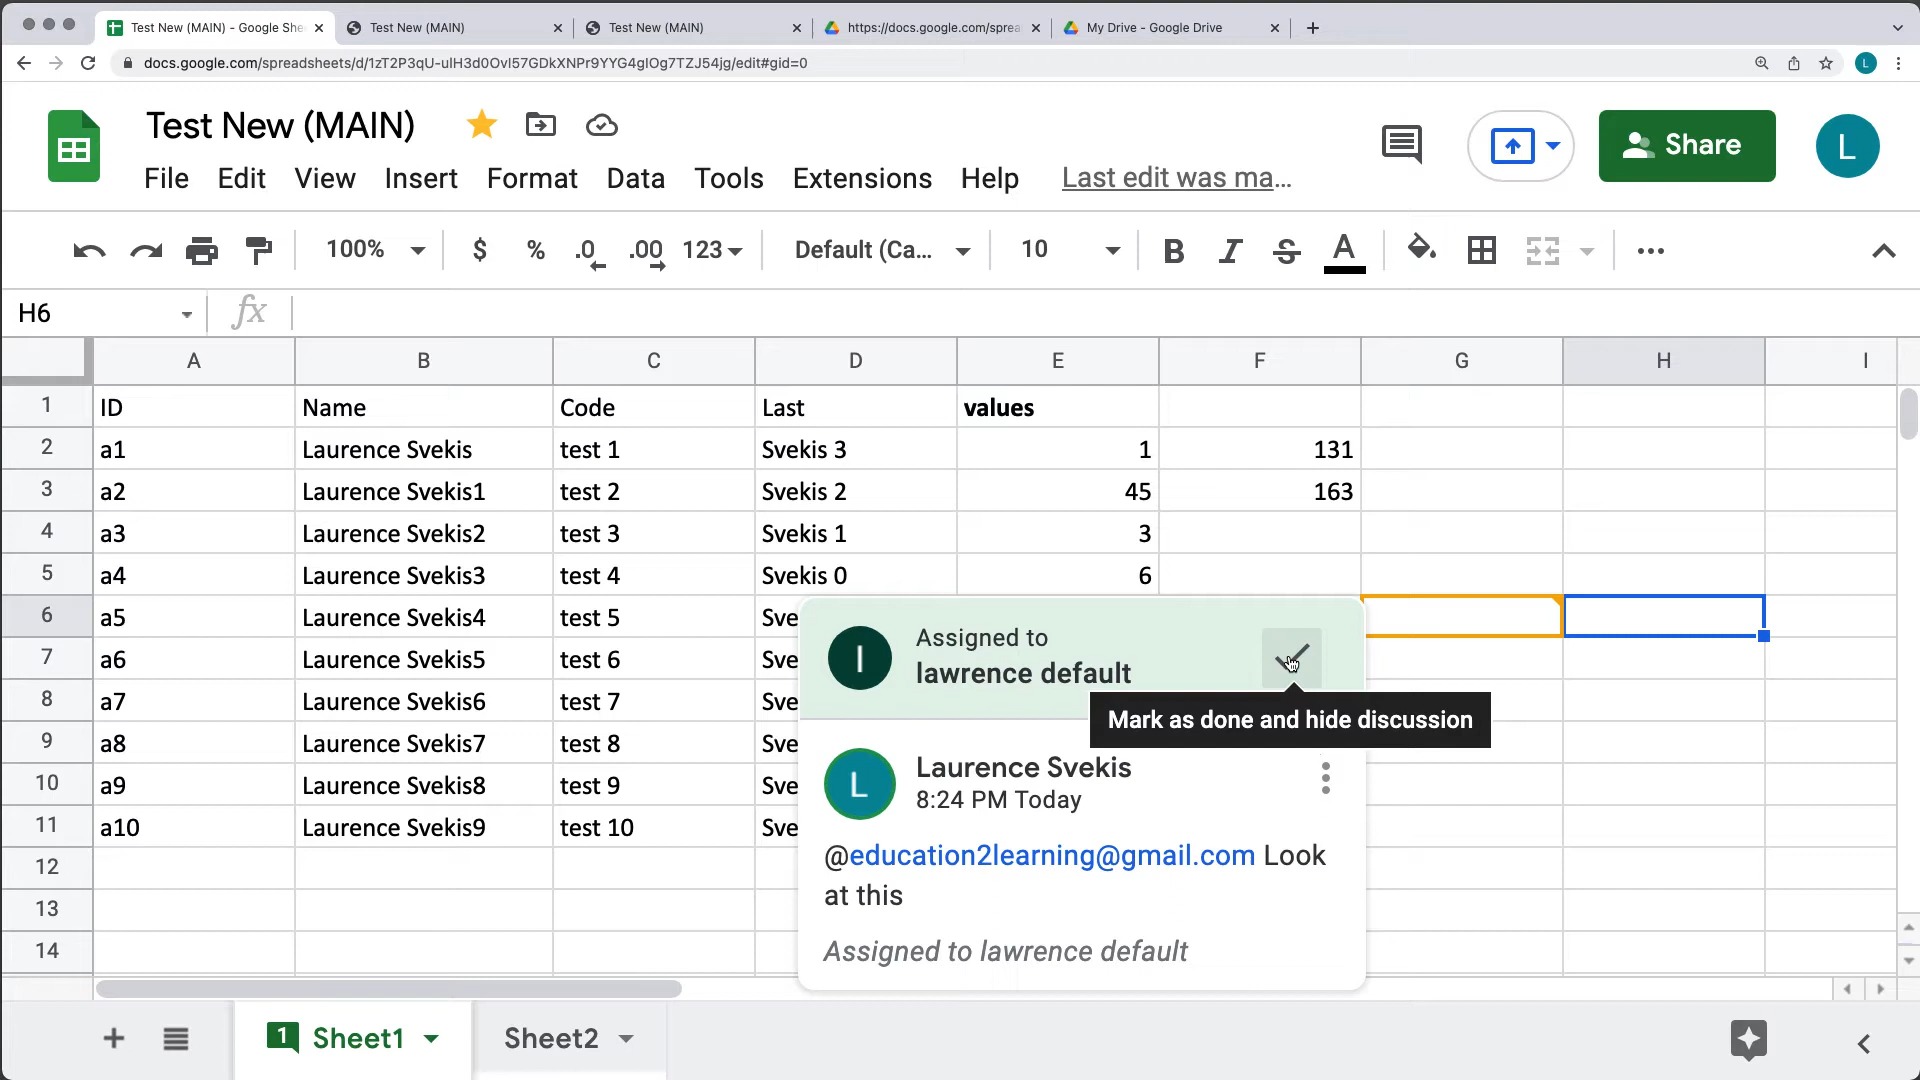 Test New (MAIN) - Google She
Test New (MAIN)
Test New (MAIN)
https://docs.google.com/sprea
My Drive - Google Drive
docs.google.com/spreadsheets/d/1zT2P3qU-uIH3d0Ovl57GDkXNPr9YYG4gIOg7TZJ54jg/edit#gid=0
L
Test New (MAIN)
Share
L
File Edit View Insert Format Data Tools Extensions Help Last edit was ma...
100% $ % .0 .00 123 Default (Ca... 10 B I S A
H6 fx
A B C D E F G H I
1 ID Name Code Last values
2 a1 Laurence Svekis test 1 Svekis 3 1 131
3 a2 Laurence Svekis1 test 2 Svekis 2 45 163
4 a3 Laurence Svekis2 test 3 Svekis 1 3
5 a4 Laurence Svekis3 test 4 Svekis 0 6
6 a5 Laurence Svekis4 test 5 Sve
7 a6 Laurence Svekis5 test 6 Sve
8 a7 Laurence Svekis6 test 7 Sve
9 a8 Laurence Svekis7 test 8 Sve
10 a9 Laurence Svekis8 test 9 Sve
11 a10 Laurence Svekis9 test 10 Sve
12
13
14
l
Assigned to
lawrence default
Mark as done and hide discussion
L
Laurence Svekis
8:24 PM Today
@education2learning@gmail.com Look
at this
Assigned to lawrence default
1 Sheet1 Sheet2